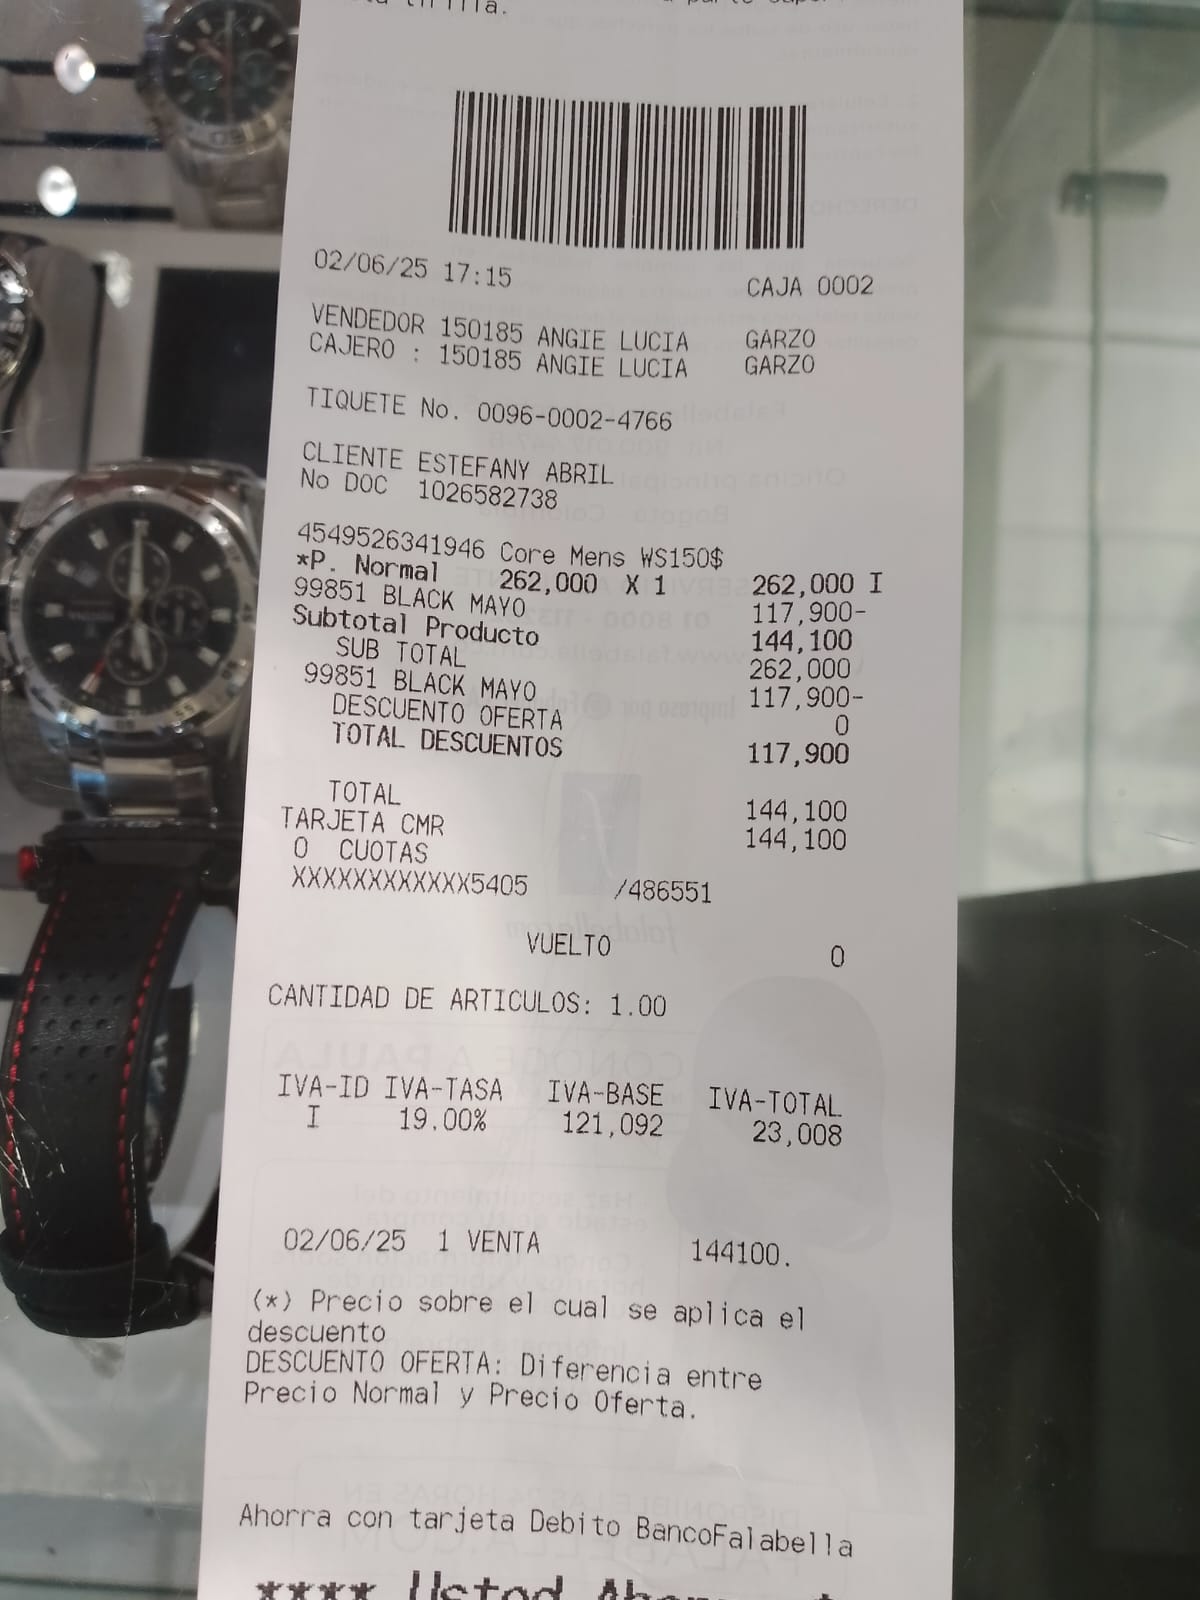 02/06/25 17:15 CAJA 0002
VENDEDOR 150185 ANGIE LUCIA GARZO
CAJERO : 150185 ANGIE LUCIA GARZO
TIQUETE No. 0096-0002-4766
CLIENTE ESTEFANY ABRIL
No DOC 1026582738
4549526341946 Core Mens WS150$
*P. Normal 262,000 X 1 262,000 I
99851 BLACK MAYO 117,900-
Subtotal Producto 144,100
SUB TOTAL 262,000
99851 BLACK MAYO 117,900-
DESCUENTO OFERTA 0
TOTAL DESCUENTOS 117,900
TOTAL 144,100
TARJETA CMR 144,100
0 CUOTAS
XXXXXXXXXXXX5405 /486551
VUELTO 0
CANTIDAD DE ARTICULOS: 1.00
IVA-ID IVA-TASA IVA-BASE IVA-TOTAL
I 19.00% 121,092 23,008
02/06/25 1 VENTA 144100.
(*) Precio sobre el cual se aplica el
descuento
DESCUENTO OFERTA: Diferencia entre
Precio Normal y Precio Oferta.
Ahorra con tarjeta Debito BancoFalabella
**** Usted